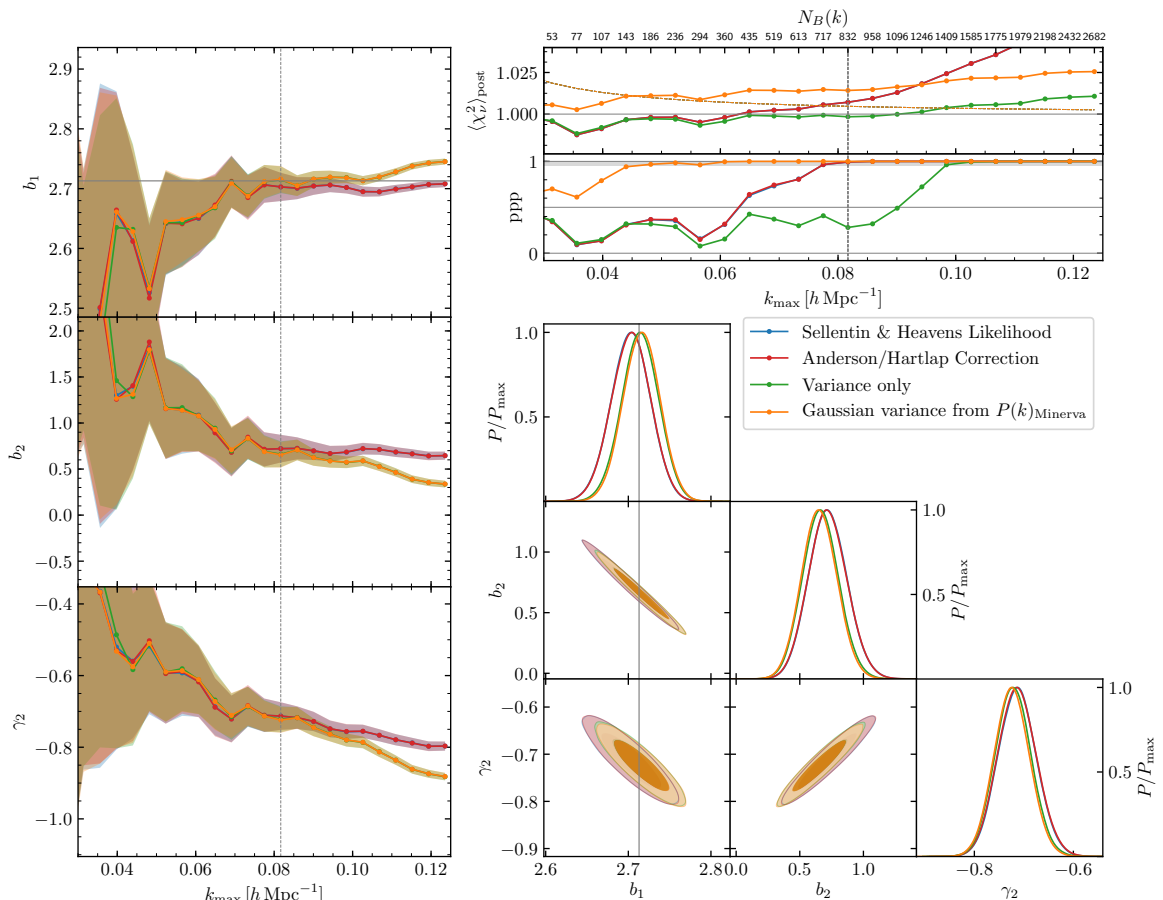 N_B(k)
53 77 107 143 186 236 294 360 435 519 613 717 832 958 1096 1246 1409 1585 1775 1979 2198 2432 2682
⟨χ²_ν⟩_post
1.025
1.000
ppp
1
0
0.04 0.06 0.08 0.10 0.12
k_max [h Mpc⁻¹]
b_1
2.9
2.8
2.7
2.6
2.5
b_2
2.0
1.5
1.0
0.5
0.0
−0.5
γ_2
−0.4
−0.6
−0.8
−1.0
0.04 0.06 0.08 0.10 0.12
k_max [h Mpc⁻¹]
Sellentin & Heavens Likelihood
Anderson/Hartlap Correction
Variance only
Gaussian variance from P(k)_Minerva
P/P_max
1.0
0.5
b_2
1.0
0.5
0.0
1.0
0.5
P/P_max
γ_2
−0.6
−0.7
−0.8
−0.9
1.0
0.5
P/P_max
2.6 2.7 2.8
b_1
0.0 0.5 1.0
b_2
−0.8 −0.6
γ_2